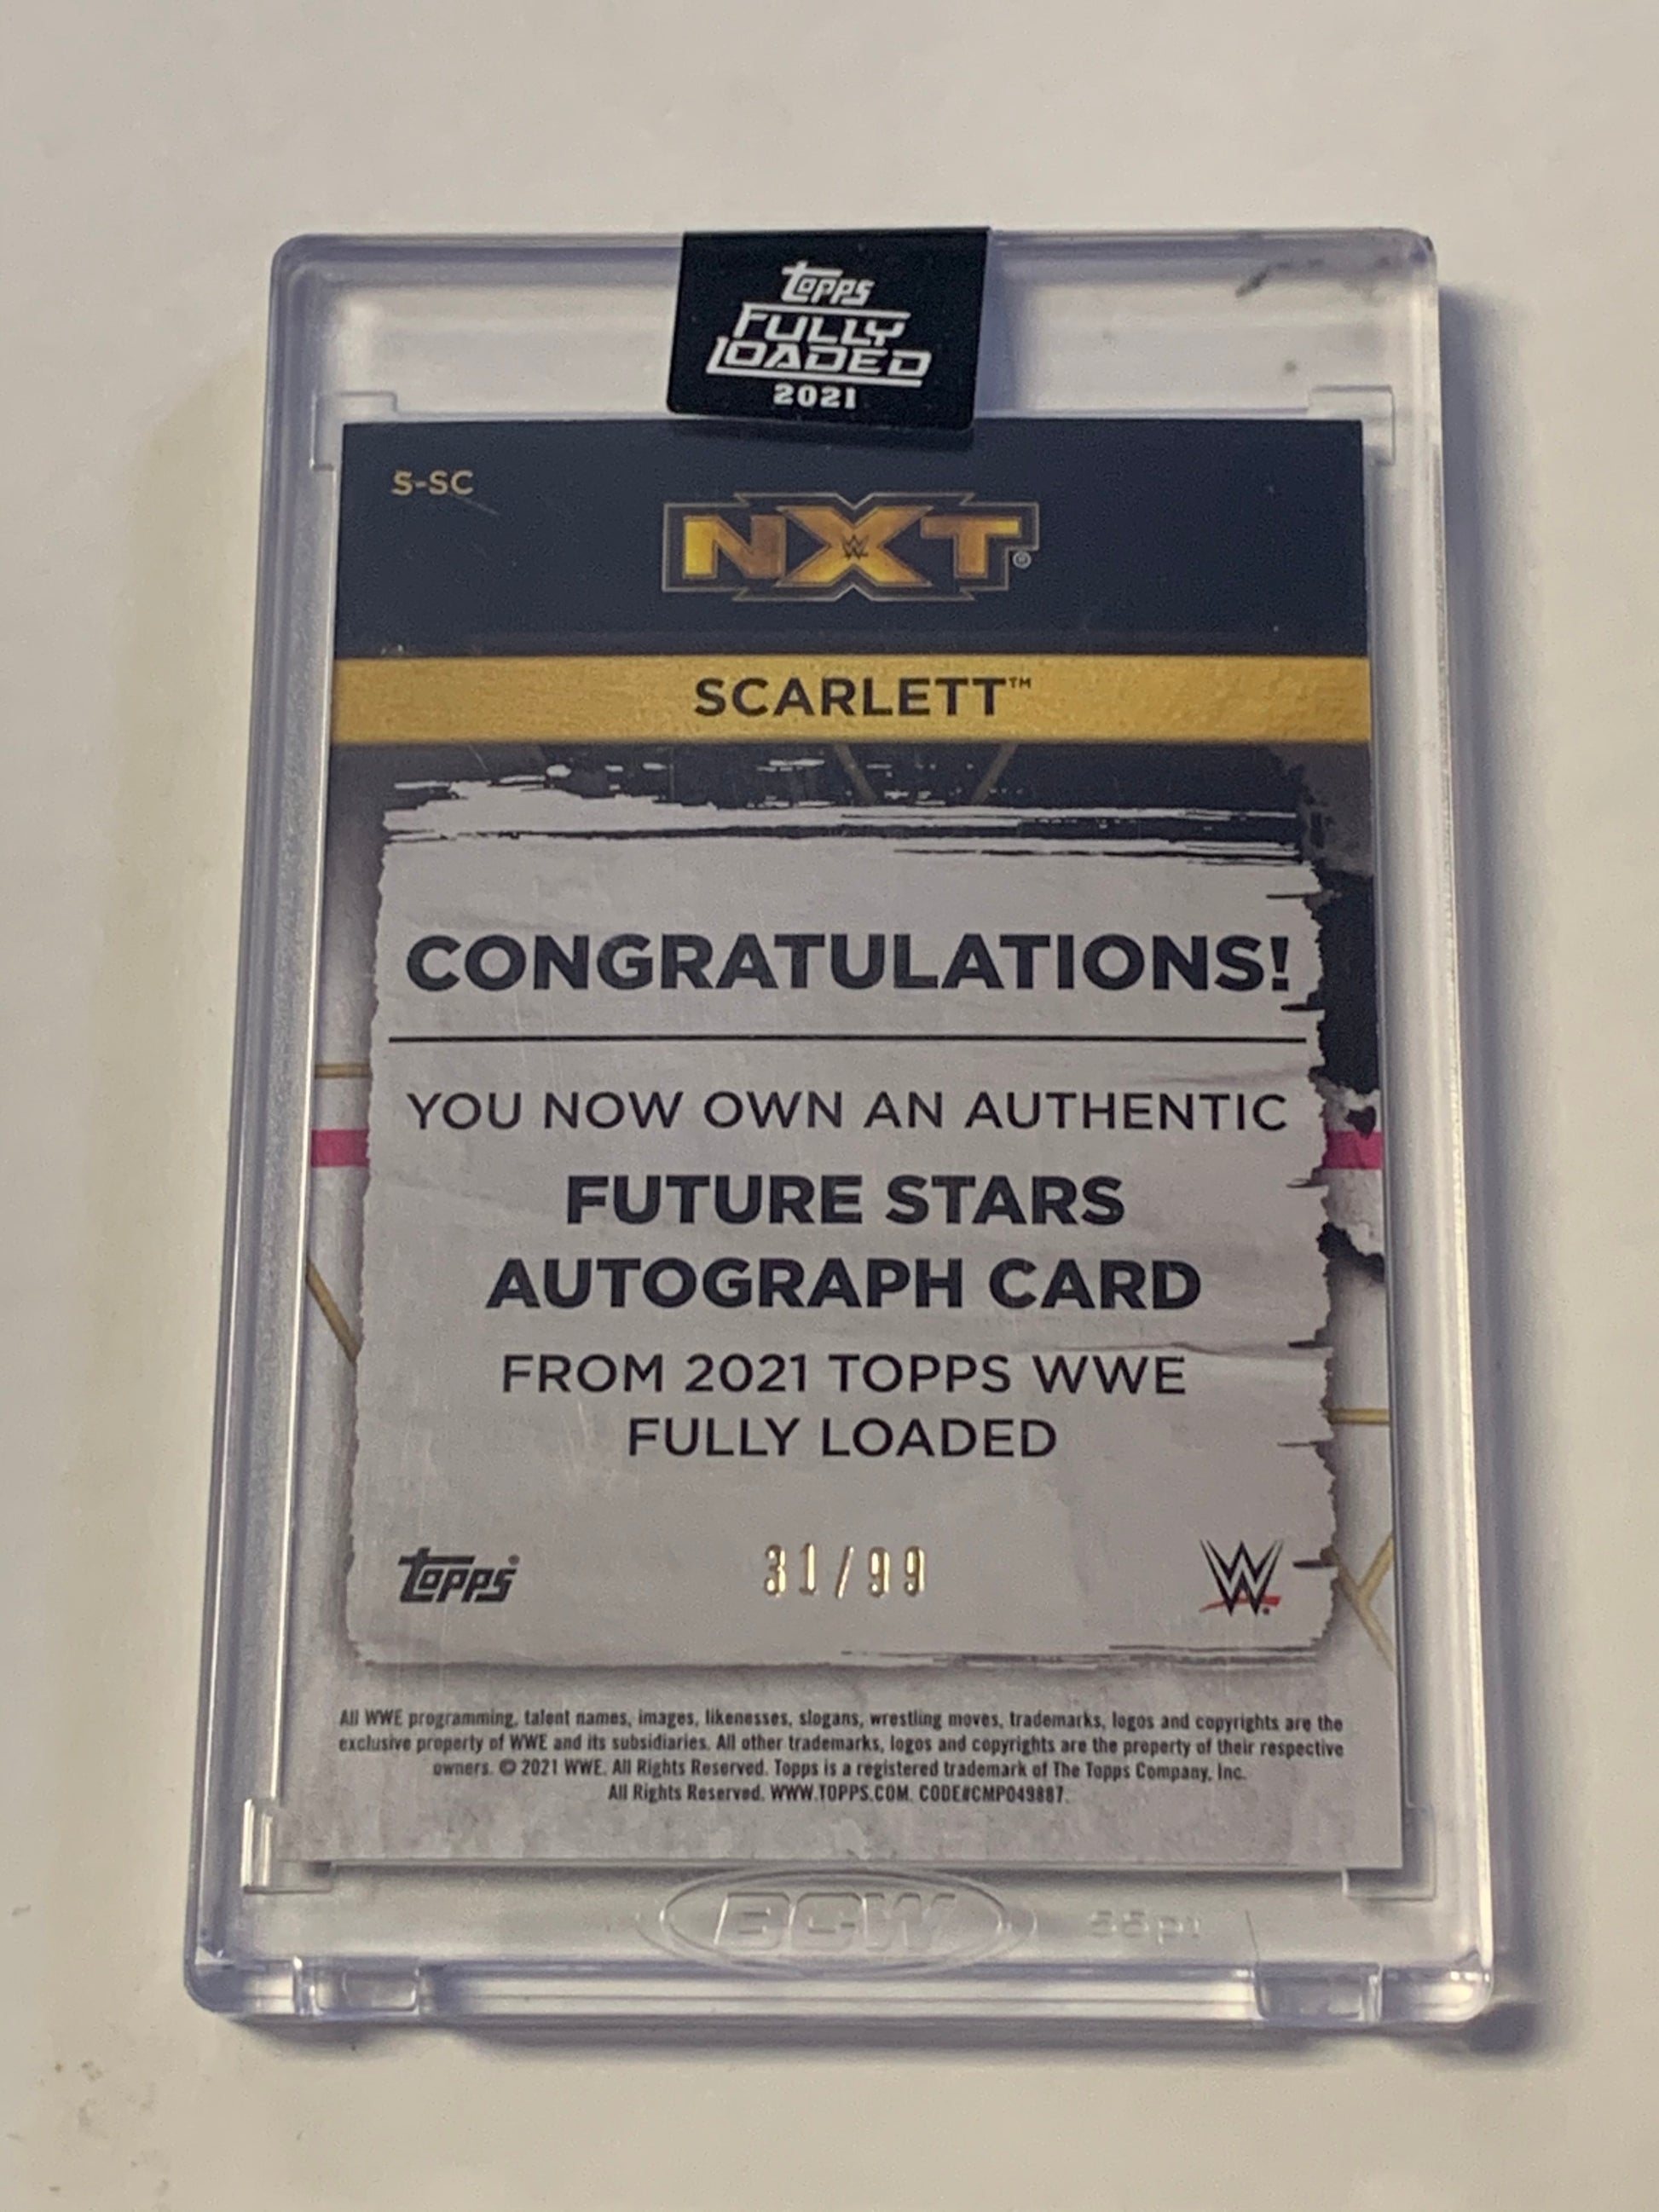 topps
FULLY
LOADED
2021
S-SC
NXT®
SCARLETT™
CONGRATULATIONS!
YOU NOW OWN AN AUTHENTIC
FUTURE STARS
AUTOGRAPH CARD
FROM 2021 TOPPS WWE
FULLY LOADED
topps® 31/99 W
All WWE programming, talent names, images, likenesses, slogans, wrestling moves, trademarks, logos and copyrights are the
exclusive property of WWE and its subsidiaries. All other trademarks, logos and copyrights are the property of their respective
owners. © 2021 WWE. All Rights Reserved. Topps is a registered trademark of The Topps Company, Inc.
All Rights Reserved. WWW.TOPPS.COM. CODE#CMP049887.
BCW